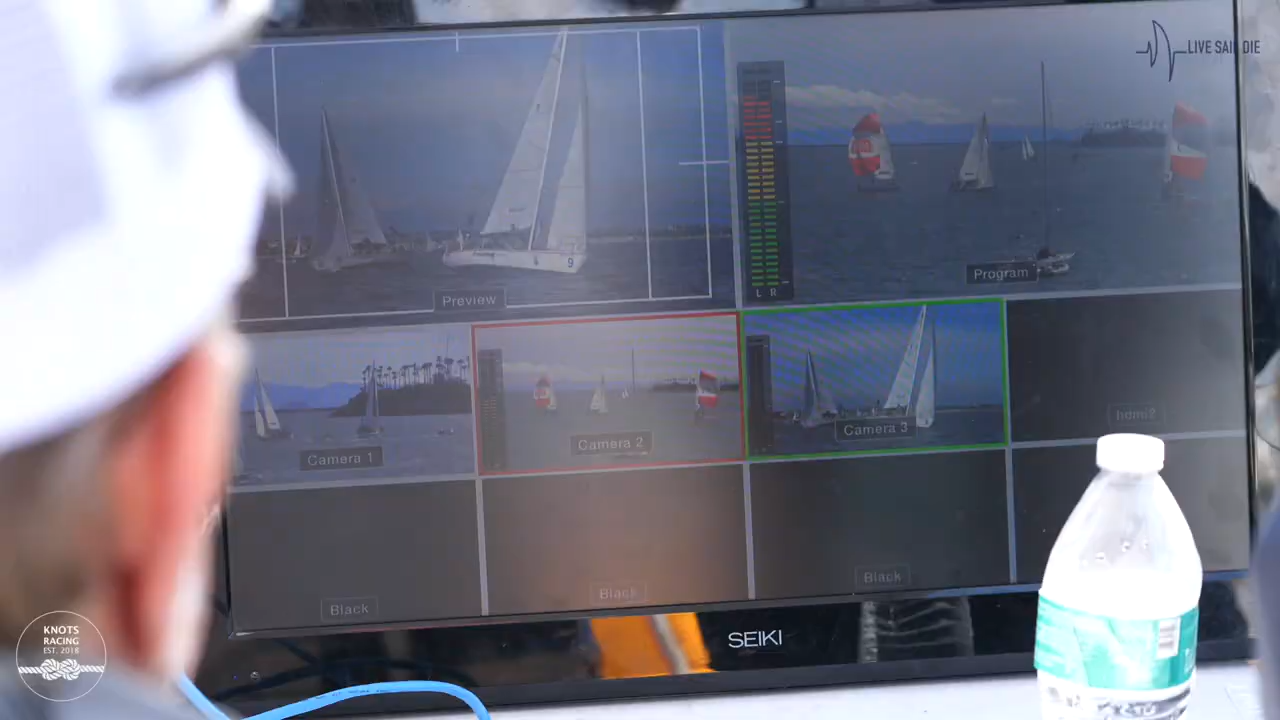 LIVE SAIL DIE
9
L R
Program
Preview
Camera 1
Camera 2
Camera 3
hdmi2
Black
Black
Black
SEIKI
KNOTS
RACING
EST. 2018